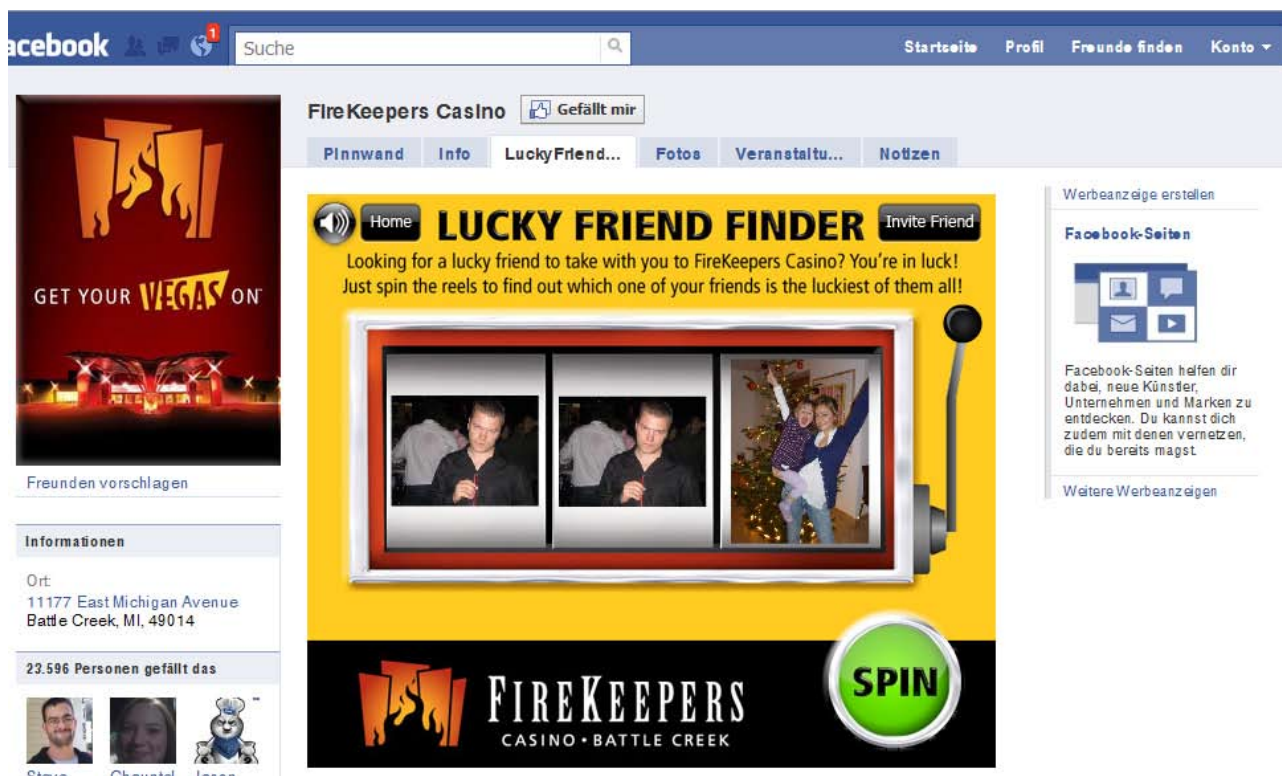 acebook
1
Suche
Startseite Profil Freunde finden Konto
FireKeepers Casino Gefällt mir
Pinnwand Info LuckyFriend... Fotos Veranstaltu... Notizen
GET YOUR VEGAS ON
Freunden vorschlagen
Informationen
Ort:
11177 East Michigan Avenue
Battle Creek, MI, 49014
23.596 Personen gefällt das
Steve Chauntal Jason
Home LUCKY FRIEND FINDER Invite Friend
Looking for a lucky friend to take with you to FireKeepers Casino? You're in luck!
Just spin the reels to find out which one of your friends is the luckiest of them all!
SPIN
FIREKEEPERS
CASINO • BATTLE CREEK
Werbeanzeige erstellen
Facebook-Seiten
Facebook-Seiten helfen dir
dabei, neue Künstler,
Unternehmen und Marken zu
entdecken. Du kannst dich
zudem mit denen vernetzen,
die du bereits magst.
Weitere Werbeanzeigen